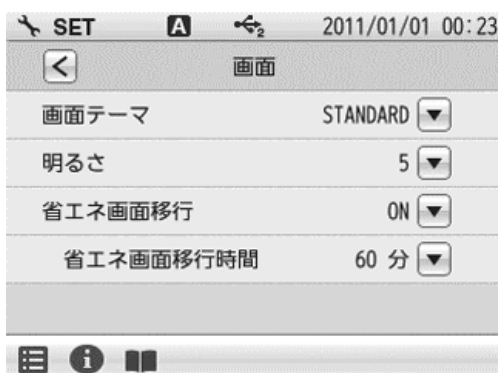 SET A 2 2011/01/01 00:23
画面
画面テーマ STANDARD
明るさ 5
省エネ画面移行 ON
省エネ画面移行時間 60 分